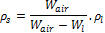 ρs = Wair / (Wair − Wl) . ρl